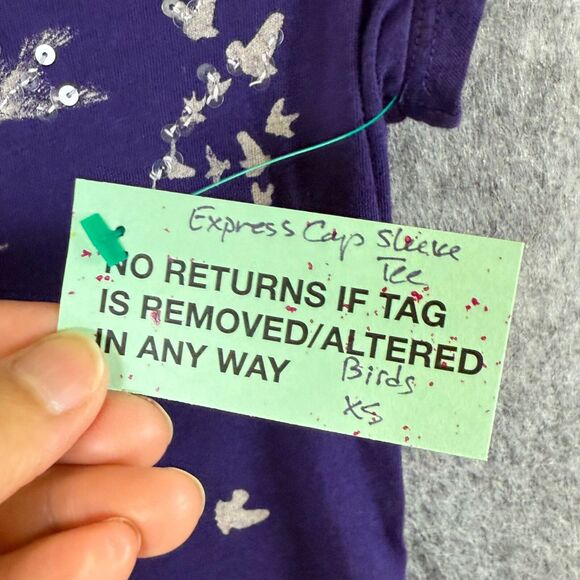 Express Cap Sleeve
Tee
NO RETURNS IF TAG
IS REMOVED/ALTERED
IN ANY WAY
Birds
XS